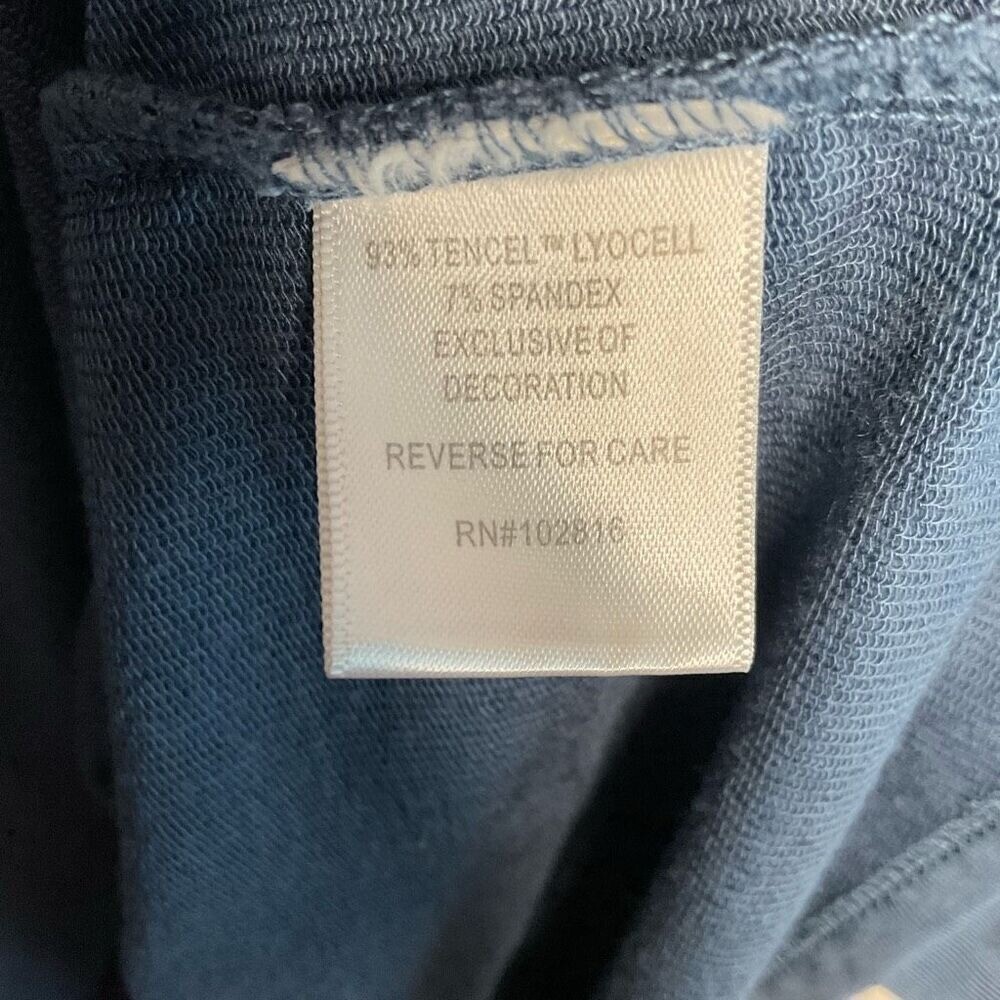 93% TENCEL™ LYOCELL
7% SPANDEX
EXCLUSIVE OF
DECORATION
REVERSE FOR CARE
RN#102816